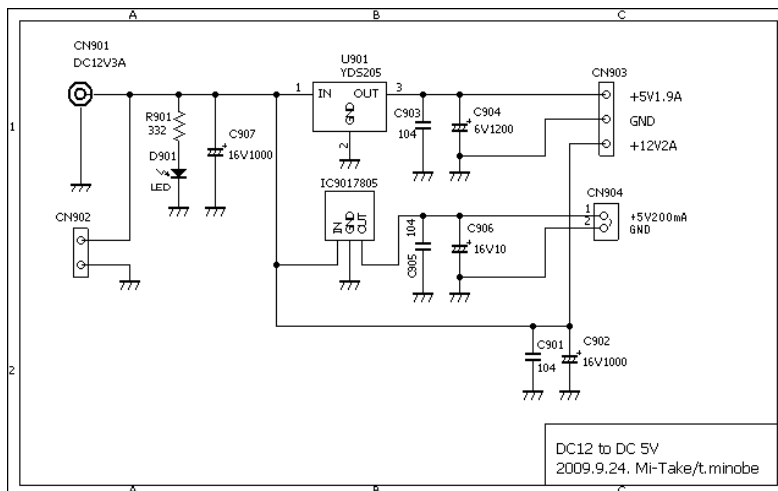 A
B
C
CN901
DC12V3A
U901
YDS205
1
IN
OUT
3
GND
2
CN903
+5V1.9A
GND
+12V2A
1
R901
332
D901
LED
C907
16V1000
C903
104
C904
6V1200
IC9017805
IN
GND
OUT
CN902
104
C905
C906
16V10
CN904
1
2
+5V200mA
GND
2
C901
104
C902
16V1000
DC12 to DC 5V
2009.9.24. Mi-Take/t.minobe
A
B
C